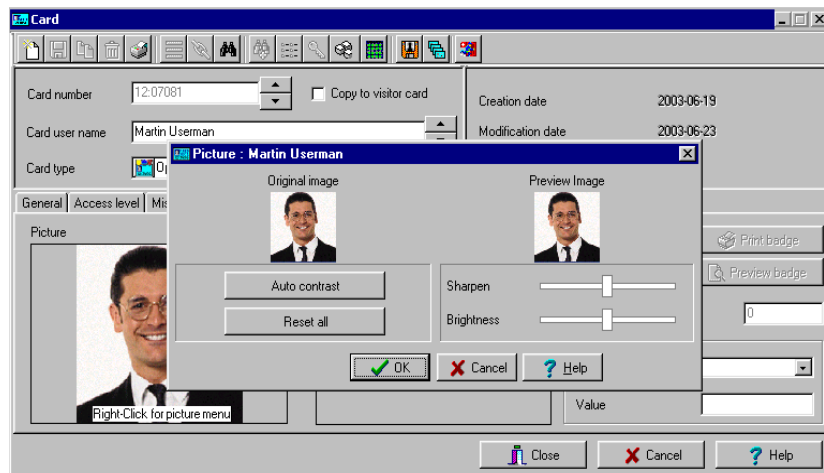 Card
Card number
12:07081
Copy to visitor card
Creation date
2003-06-19
Card user name
Martin Userman
Modification date
2003-06-23
Card type
Picture : Martin Userman
Original image
Preview Image
General
Access level
Picture
Auto contrast
Sharpen
Reset all
Brightness
OK
Cancel
Help
Print badge
Preview badge
0
Right-Click for picture menu
Value
Close
Cancel
Help